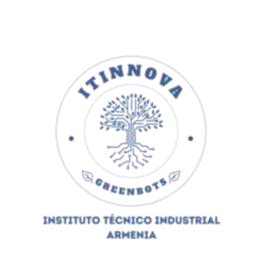 ITINNOVA
GREENBOTS
INSTITUTO TÉCNICO INDUSTRIAL
ARMENIA